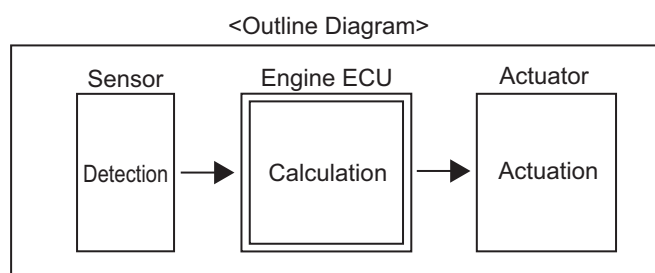 <Outline Diagram>
Sensor Engine ECU Actuator
Detection Calculation Actuation